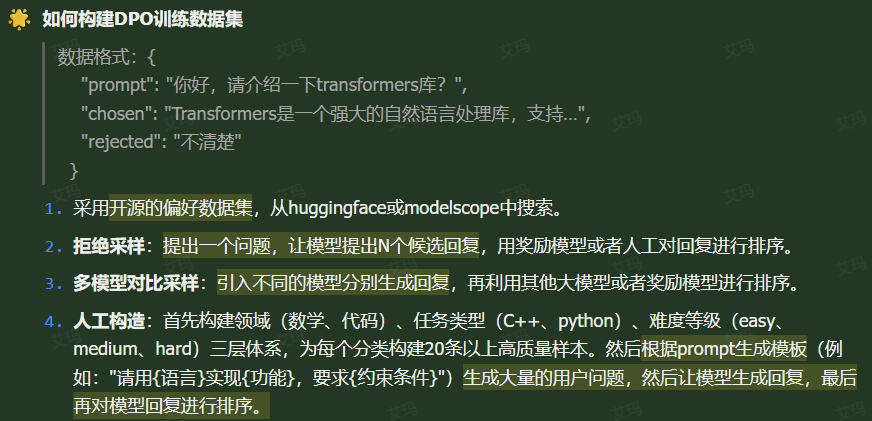 🌟 如何构建DPO训练数据集
数据格式：{
"prompt": "你好，请介绍一下transformers库？",
"chosen": "Transformers是一个强大的自然语言处理库，支持...",
"rejected": "不清楚"
}
1. 采用开源的偏好数据集，从huggingface或modelscope中搜索。
2. 拒绝采样：提出一个问题，让模型提出N个候选回复，用奖励模型或者人工对回复进行排序。
3. 多模型对比采样：引入不同的模型分别生成回复，再利用其他大模型或者奖励模型进行排序。
4. 人工构造：首先构建领域（数学、代码）、任务类型（C++、python）、难度等级（easy、
medium、hard）三层体系，为每个分类构建20条以上高质量样本。然后根据prompt生成模板（例
如："请用{语言}实现{功能}，要求{约束条件}"）生成大量的用户问题，然后让模型生成回复，最后
再对模型回复进行排序。
艾玛